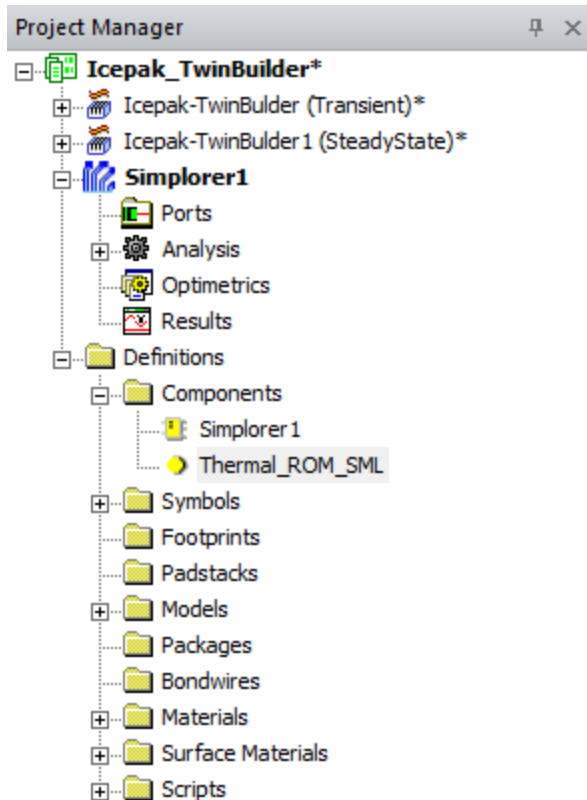 Project Manager
Icepak_TwinBuilder*
Icepak-TwinBulder (Transient)*
Icepak-TwinBulder1 (SteadyState)*
Simplorer1
Ports
Analysis
Optimetrics
Results
Definitions
Components
Simplorer1
Thermal_ROM_SML
Symbols
Footprints
Padstacks
Models
Packages
Bondwires
Materials
Surface Materials
Scripts